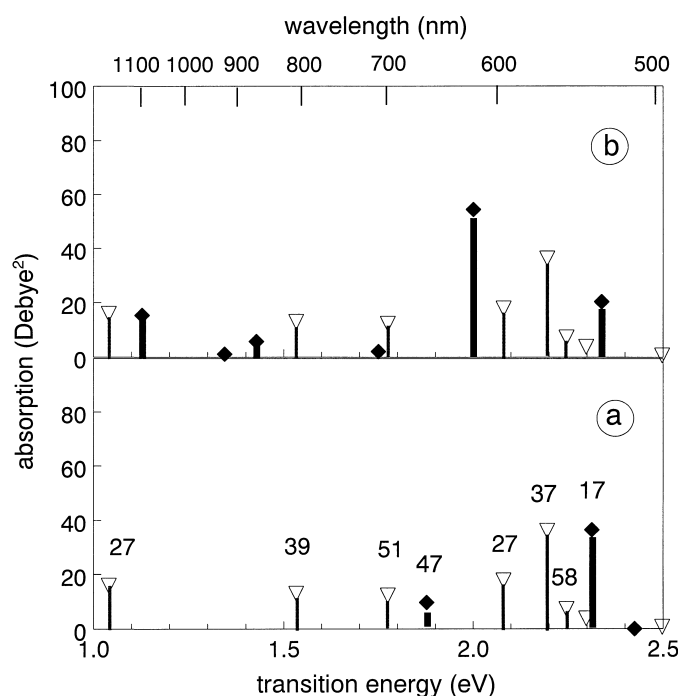 wavelength (nm)
1100 1000 900 800 700 600 500
100
b
80
60
40
20
0
absorption (Debye²)
a
80
60
40
20
0
27 39 51 47 27 37 58 17
1.0 1.5 2.0 2.5
transition energy (eV)